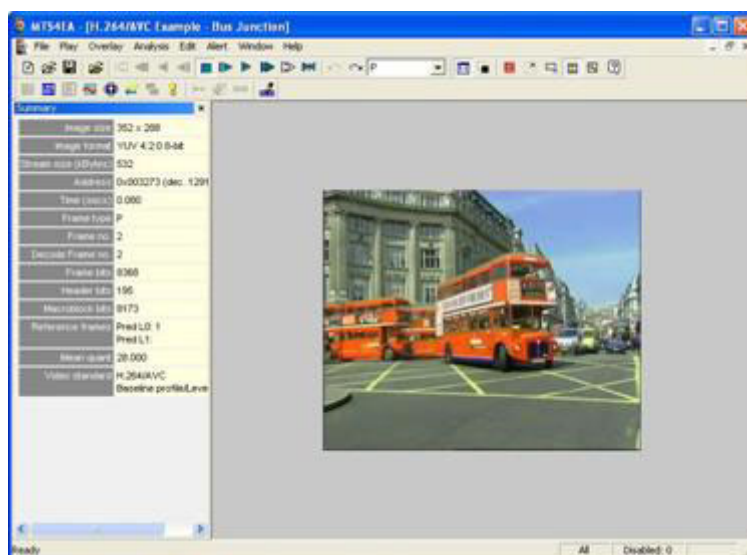 MTS4EA - [H.264/AVC Example - Bus Junction]
File Play Overlay Analysis Edit Alert Window Help
P
Summary
Image size 352 x 288
Image format YUV 4:2:0 8-bit
Stream size (kBytes) 532
Address 0x003273 (dec. 1291
Time (secs) 0.080
Frame type P
Frame no. 2
Decode Frame no. 2
Frame bits 8368
Header bits 195
Macroblock bits 8173
Reference frames Pred L0: 1
Pred L1:
Mean quant 28.000
Video standard H.264/AVC
Baseline profile/Leve
Ready
All Disabled: 0